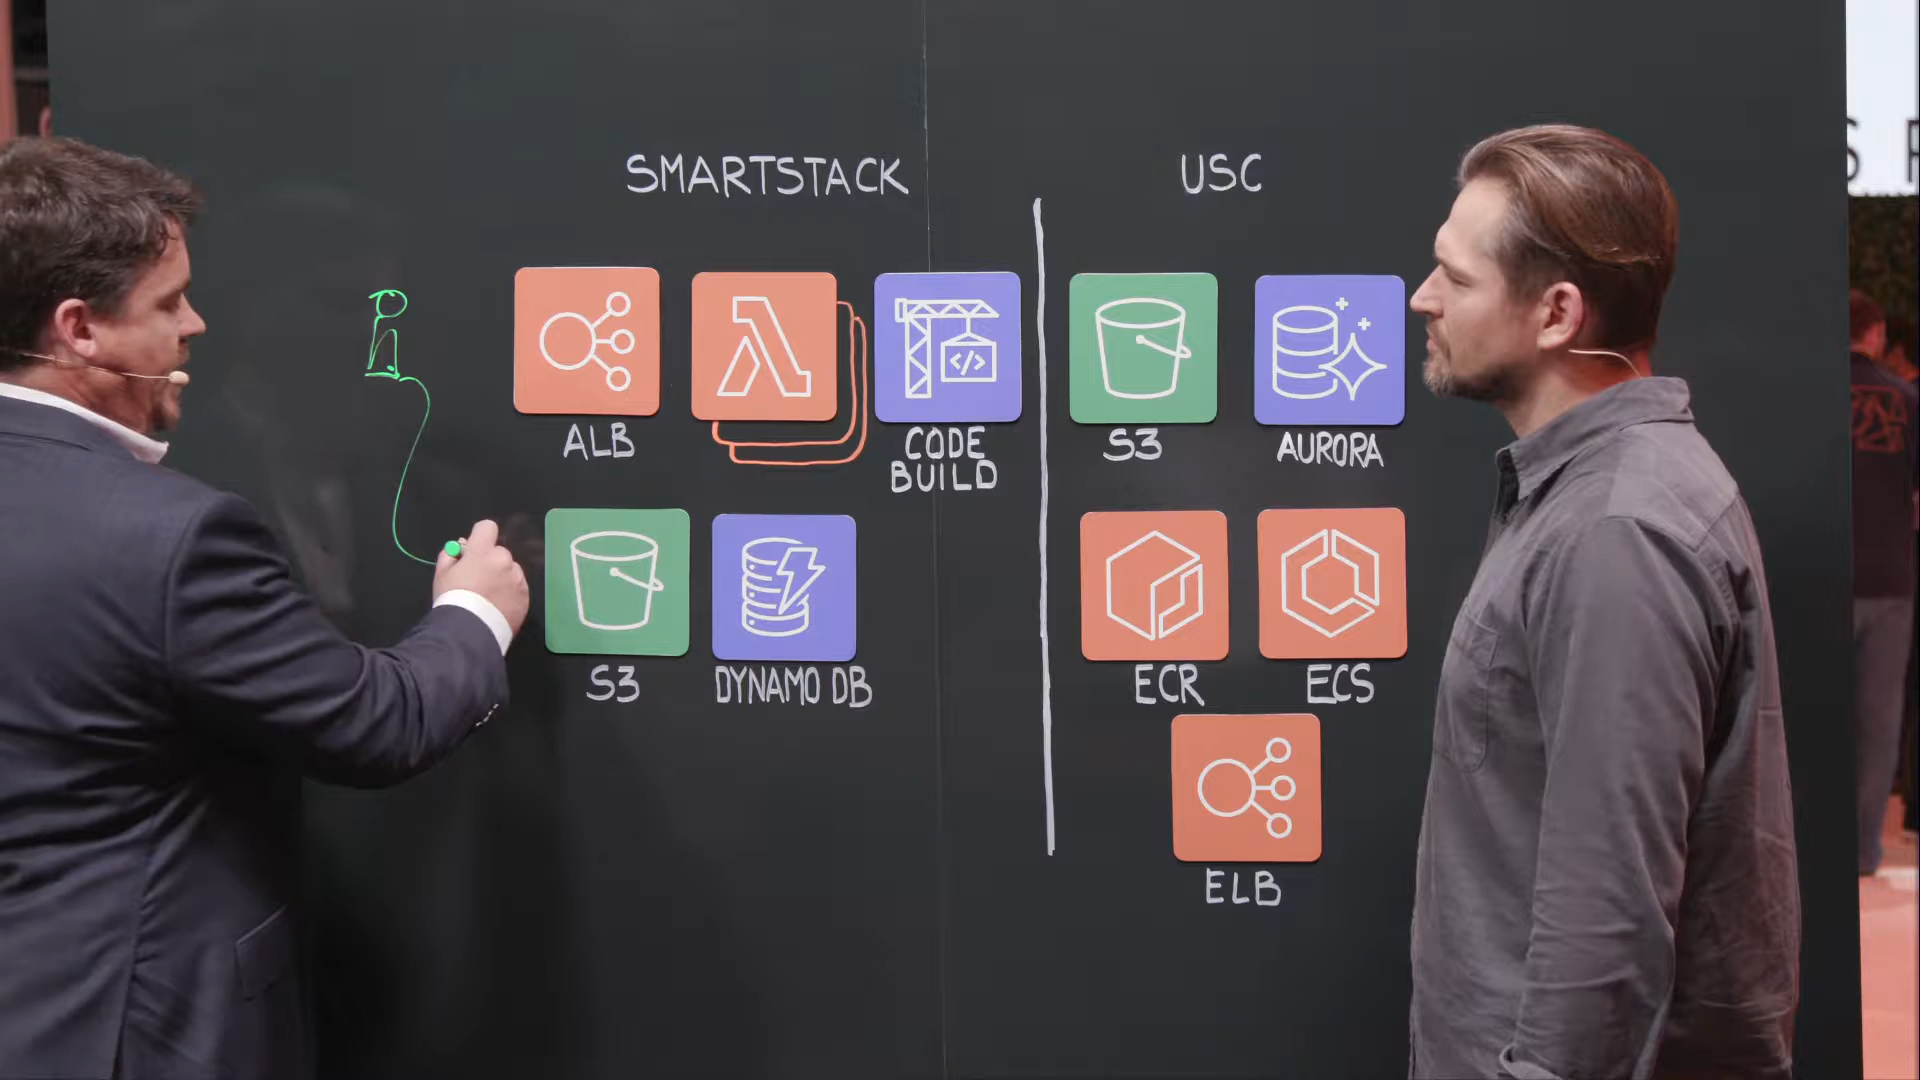 SMARTSTACK
USC
ALB
CODE
BUILD
S3
AURORA
S3
DYNAMO DB
ECR
ECS
ELB